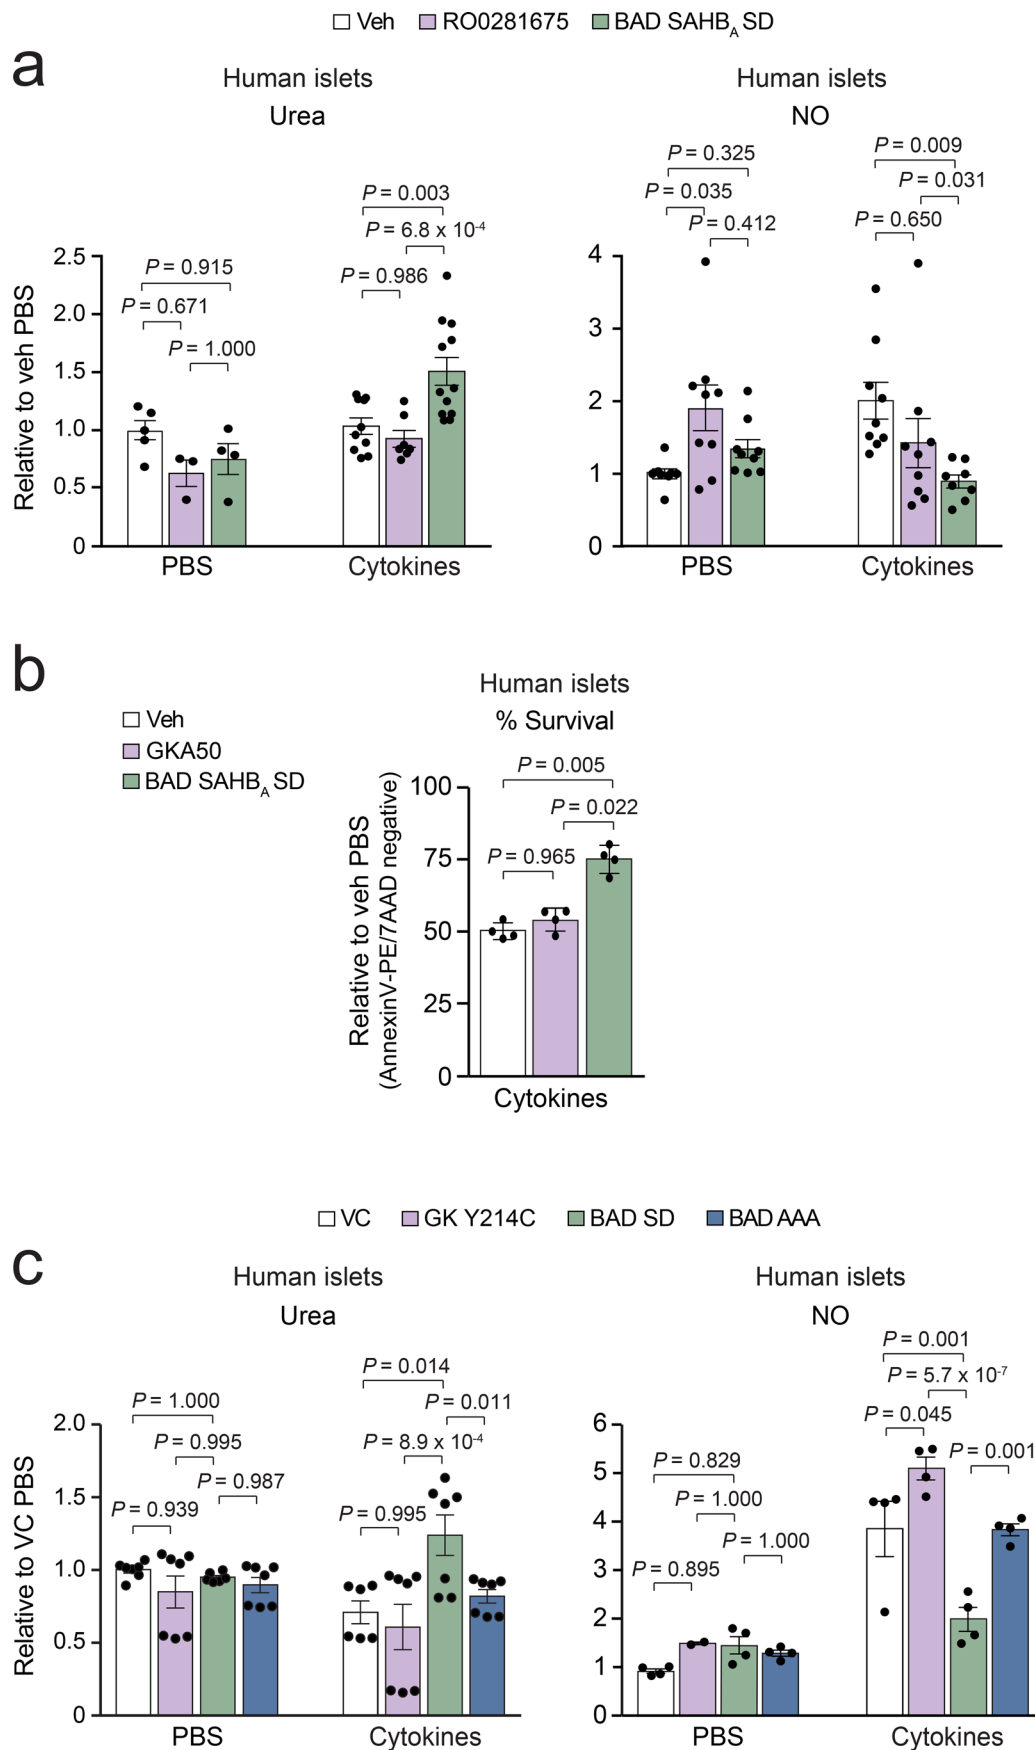 Veh RO0281675 BAD SAHBA SD
a
Human islets
Urea
Human islets
NO
P = 0.003
P = 6.8 x 10-4
P = 0.986
P = 0.915
P = 0.671
P = 1.000
P = 0.325
P = 0.035
P = 0.412
P = 0.009
P = 0.031
P = 0.650
Relative to veh PBS
2.5
2.0
1.5
1.0
0.5
0
PBS
Cytokines
4
3
2
1
0
PBS
Cytokines
b
Veh
GKA50
BAD SAHBA SD
Human islets
% Survival
P = 0.005
P = 0.022
P = 0.965
Relative to veh PBS
(AnnexinV-PE/7AAD negative)
100
75
50
25
0
Cytokines
VC GK Y214C BAD SD BAD AAA
c
Human islets
Urea
Human islets
NO
P = 1.000
P = 0.995
P = 0.987
P = 0.939
P = 0.014
P = 0.011
P = 8.9 x 10-4
P = 0.995
P = 0.829
P = 1.000
P = 1.000
P = 0.895
P = 0.001
P = 5.7 x 10-7
P = 0.045
P = 0.001
Relative to VC PBS
2.0
1.5
1.0
0.5
0
PBS
Cytokines
6
5
4
3
2
1
0
PBS
Cytokines